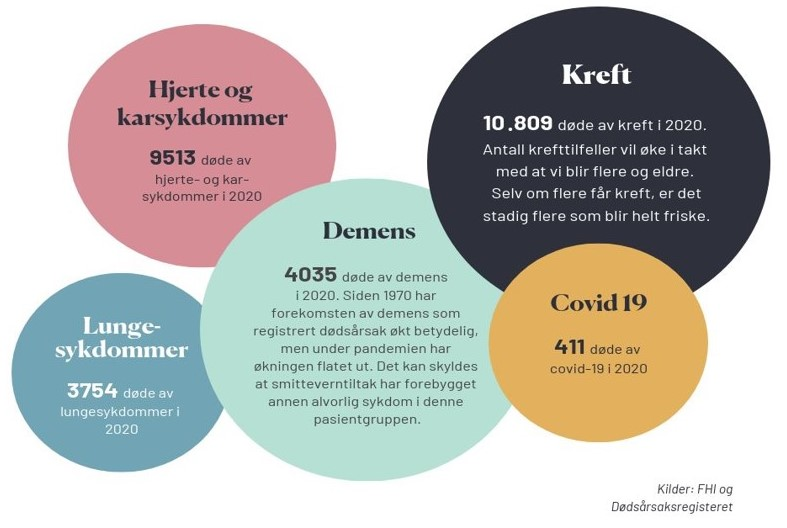 Hjerte og
karsykdommer
9513 døde av
hjerte- og kar-
sykdommer i 2020
Kreft
10.809 døde av kreft i 2020.
Antall krefttilfeller vil øke i takt
med at vi blir flere og eldre.
Selv om flere får kreft, er det
stadig flere som blir helt friske.
Demens
4035 døde av demens
i 2020. Siden 1970 har
forekomsten av demens som
registrert dødsårsak økt betydelig,
men under pandemien har
økningen flatet ut. Det kan skyldes
at smitteverntiltak har forebygget
annen alvorlig sykdom i denne
pasientgruppen.
Covid 19
411 døde av
covid-19 i 2020
Lunge-
sykdommer
3754 døde av
lungesykdommer i
2020
Kilder: FHI og
Dødsårsaksregisteret